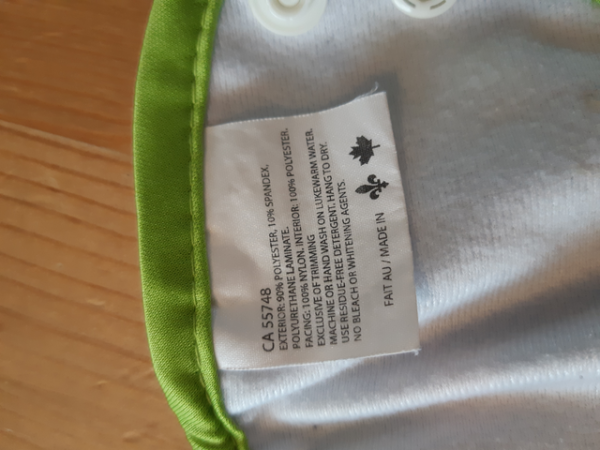 CA 55748
EXTERIOR: 90% POLYESTER, 10% SPANDEX,
POLYURETHANE LAMINATE.
FACING: 100% NYLON. INTERIOR: 100% POLYESTER.
EXCLUSIVE OF TRIMMING
MACHINE OR HAND WASH ON LUKEWARM WATER.
USE RESIDUE-FREE DETERGENT. HANG TO DRY.
NO BLEACH OR WHITENING AGENTS.
FAIT AU / MADE IN